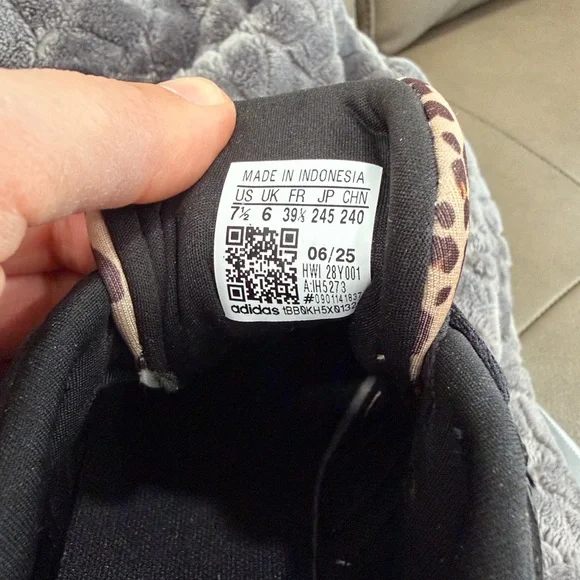 MADE IN INDONESIA
US UK FR JP CHN
7½ 6 39⅓ 245 240
06/25
HWI 28Y001
A:IH5273
adidas